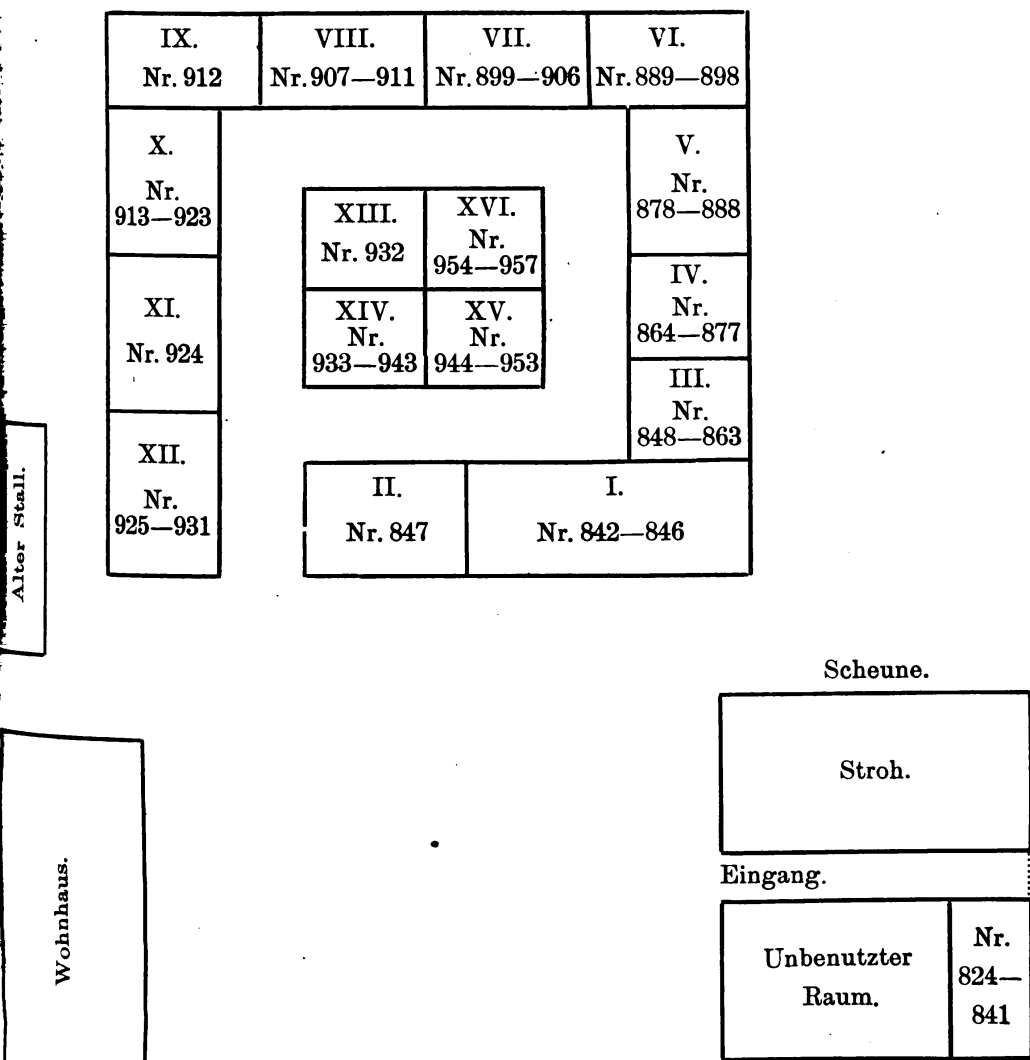 IX.
Nr. 912
VIII.
Nr. 907—911
VII.
Nr. 899—906
VI.
Nr. 889—898
X.
Nr.
913—923
V.
Nr.
878—888
XIII.
Nr. 932
XVI.
Nr.
954—957
XI.
Nr. 924
IV.
Nr.
864—877
XIV.
Nr.
933—943
XV.
Nr.
944—953
III.
Nr.
848—863
XII.
Nr.
925—931
II.
Nr. 847
I.
Nr. 842—846
Alter Stall.
Scheune.
Stroh.
Eingang.
Wohnhaus.
Unbenutzter
Raum.
Nr.
824—
841